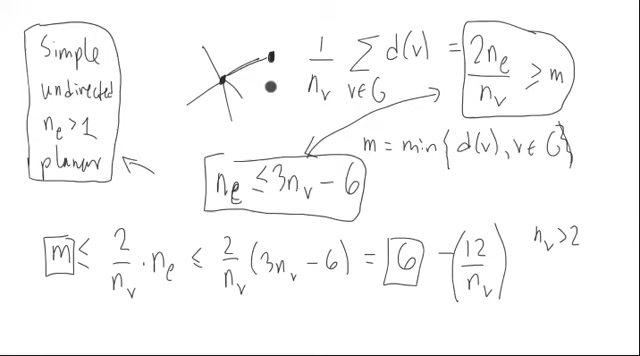 Simple
undirected
n_e > 1
planar
1/n_v ∑_{v∈G} d(v) = 2n_e/n_v ≥ m
m = min{d(v), v ∈ G}
n_e ≤ 3n_v − 6
m ≤ 2/n_v · n_e ≤ 2/n_v (3n_v − 6) = 6 − (12/n_v)
n_v > 2